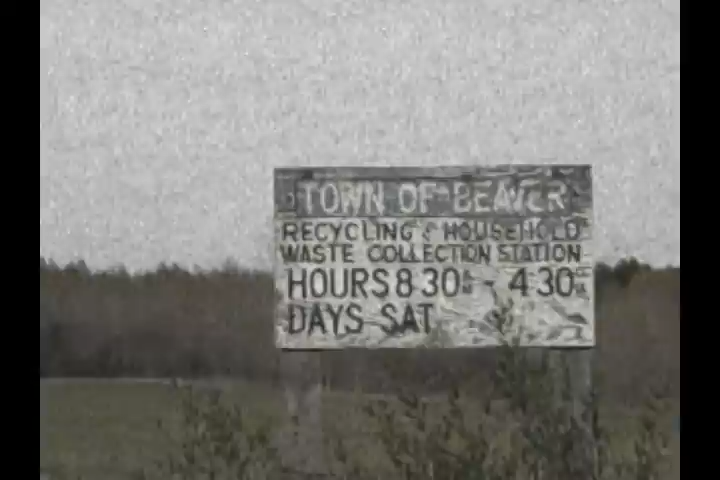 TOWN OF BEAVER
RECYCLING & HOUSEHOLD
WASTE COLLECTION STATION
HOURS 8 30 - 4:30
DAYS SAT